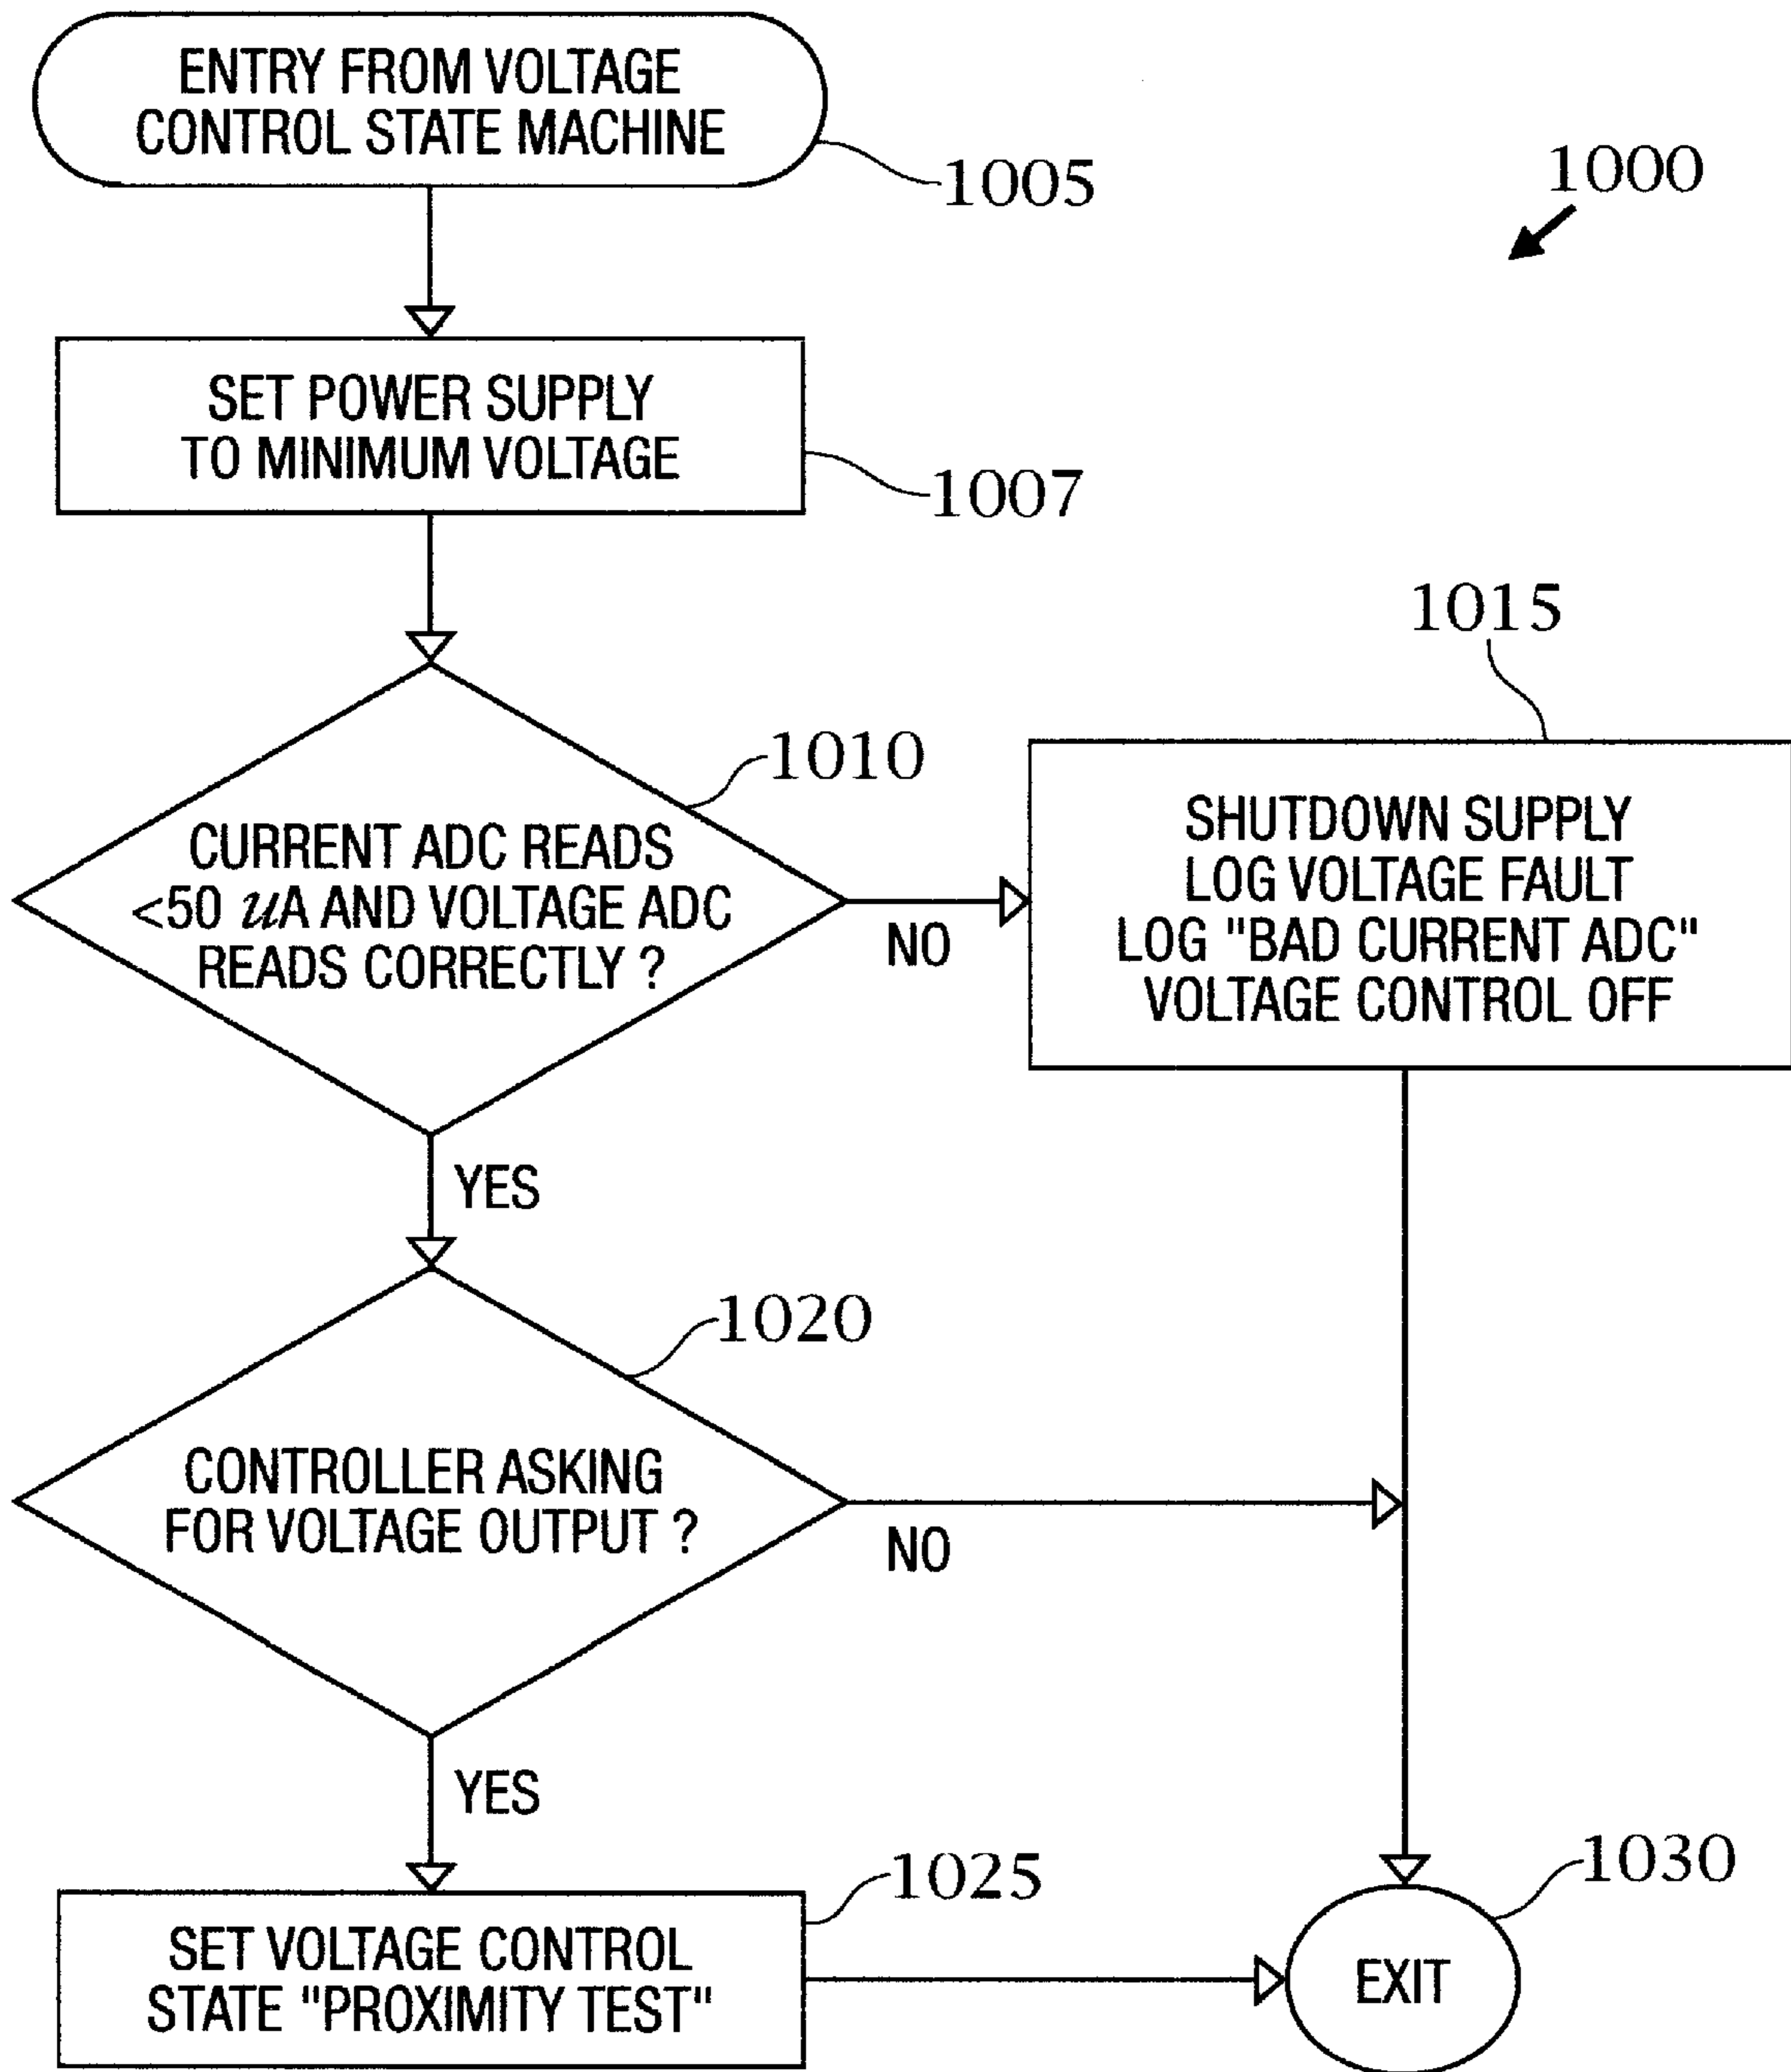 ENTRY FROM VOLTAGE
CONTROL STATE MACHINE
1005
1000
SET POWER SUPPLY
TO MINIMUM VOLTAGE
1007
1010
CURRENT ADC READS
<50 uA AND VOLTAGE ADC
READS CORRECTLY ?
NO
YES
1015
SHUTDOWN SUPPLY
LOG VOLTAGE FAULT
LOG "BAD CURRENT ADC"
VOLTAGE CONTROL OFF
1020
CONTROLLER ASKING
FOR VOLTAGE OUTPUT ?
NO
YES
1025
SET VOLTAGE CONTROL
STATE "PROXIMITY TEST"
1030
EXIT